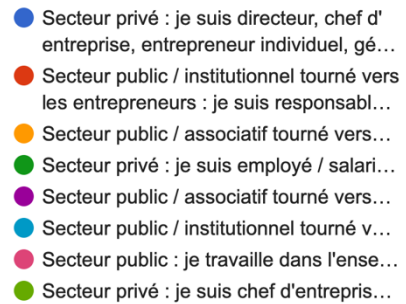 Secteur privé : je suis directeur, chef d'
entreprise, entrepreneur individuel, gé…
Secteur public / institutionnel tourné vers
les entrepreneurs : je suis responsabl…
Secteur public / associatif tourné vers…
Secteur privé : je suis employé / salari…
Secteur public / associatif tourné vers…
Secteur public / institutionnel tourné v…
Secteur public : je travaille dans l'ense…
Secteur privé : je suis chef d'entrepris…